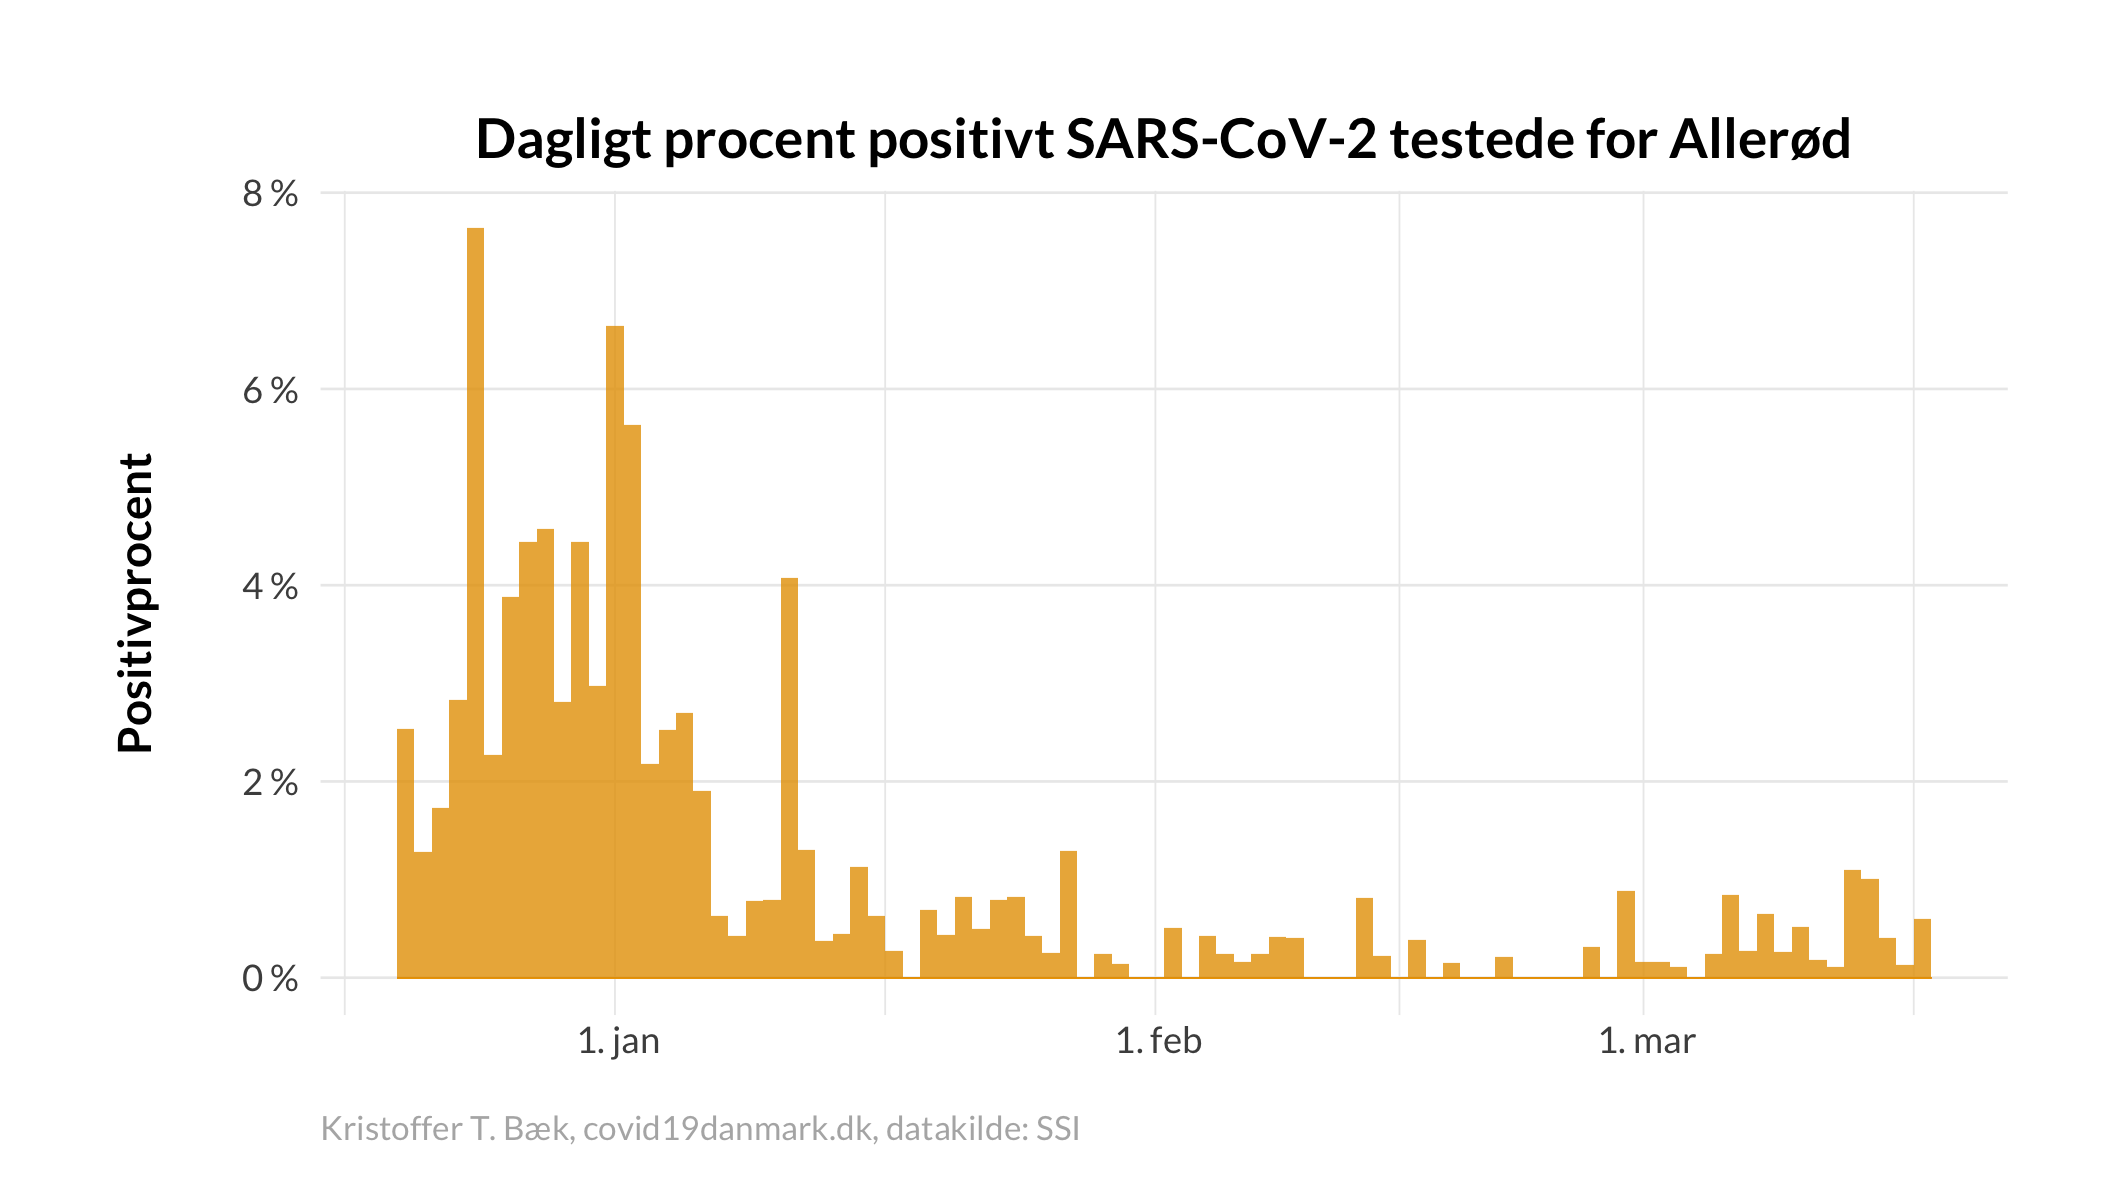 Dagligt procent positivt SARS-CoV-2 testede for Allerød
Positivprocent
8 %
6 %
4 %
2 %
0 %
1. jan
1. feb
1. mar
Kristoffer T. Bæk, covid19danmark.dk, datakilde: SSI